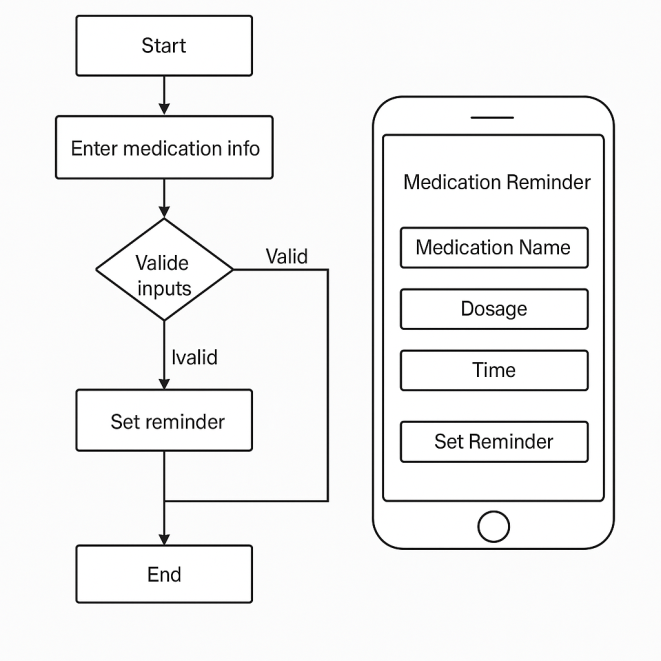 Start
Enter medication info
Valide
inputs
Valid
Ivalid
Set reminder
End
Medication Reminder
Medication Name
Dosage
Time
Set Reminder